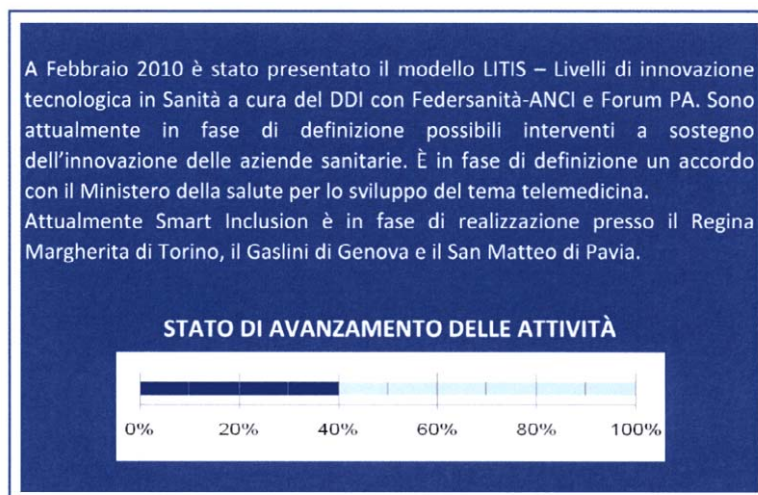 A Febbraio 2010 è stato presentato il modello LITIS – Livelli di innovazione
tecnologica in Sanità a cura del DDI con Federsanità-ANCI e Forum PA. Sono
attualmente in fase di definizione possibili interventi a sostegno
dell'innovazione delle aziende sanitarie. È in fase di definizione un accordo
con il Ministero della salute per lo sviluppo del tema telemedicina.
Attualmente Smart Inclusion è in fase di realizzazione presso il Regina
Margherita di Torino, il Gaslini di Genova e il San Matteo di Pavia.
STATO DI AVANZAMENTO DELLE ATTIVITÀ
0% 20% 40% 60% 80% 100%